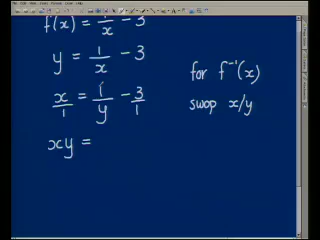 f(x) = 1/x - 3
y = 1/x - 3
x/1 = 1/y - 3/1
xy =
for f⁻¹(x)
swop x/y